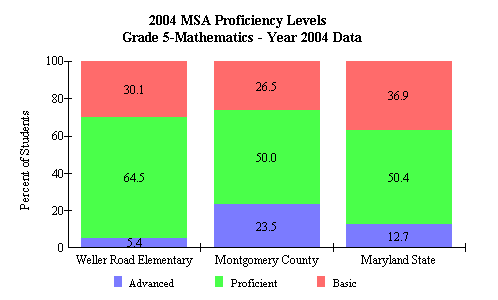 2004 MSA Proficiency Levels
Grade 5-Mathematics - Year 2004 Data
Percent of Students
100
80
60
40
20
0
30.1
64.5
5.4
26.5
50.0
23.5
36.9
50.4
12.7
Weller Road Elementary
Montgomery County
Maryland State
Advanced
Proficient
Basic